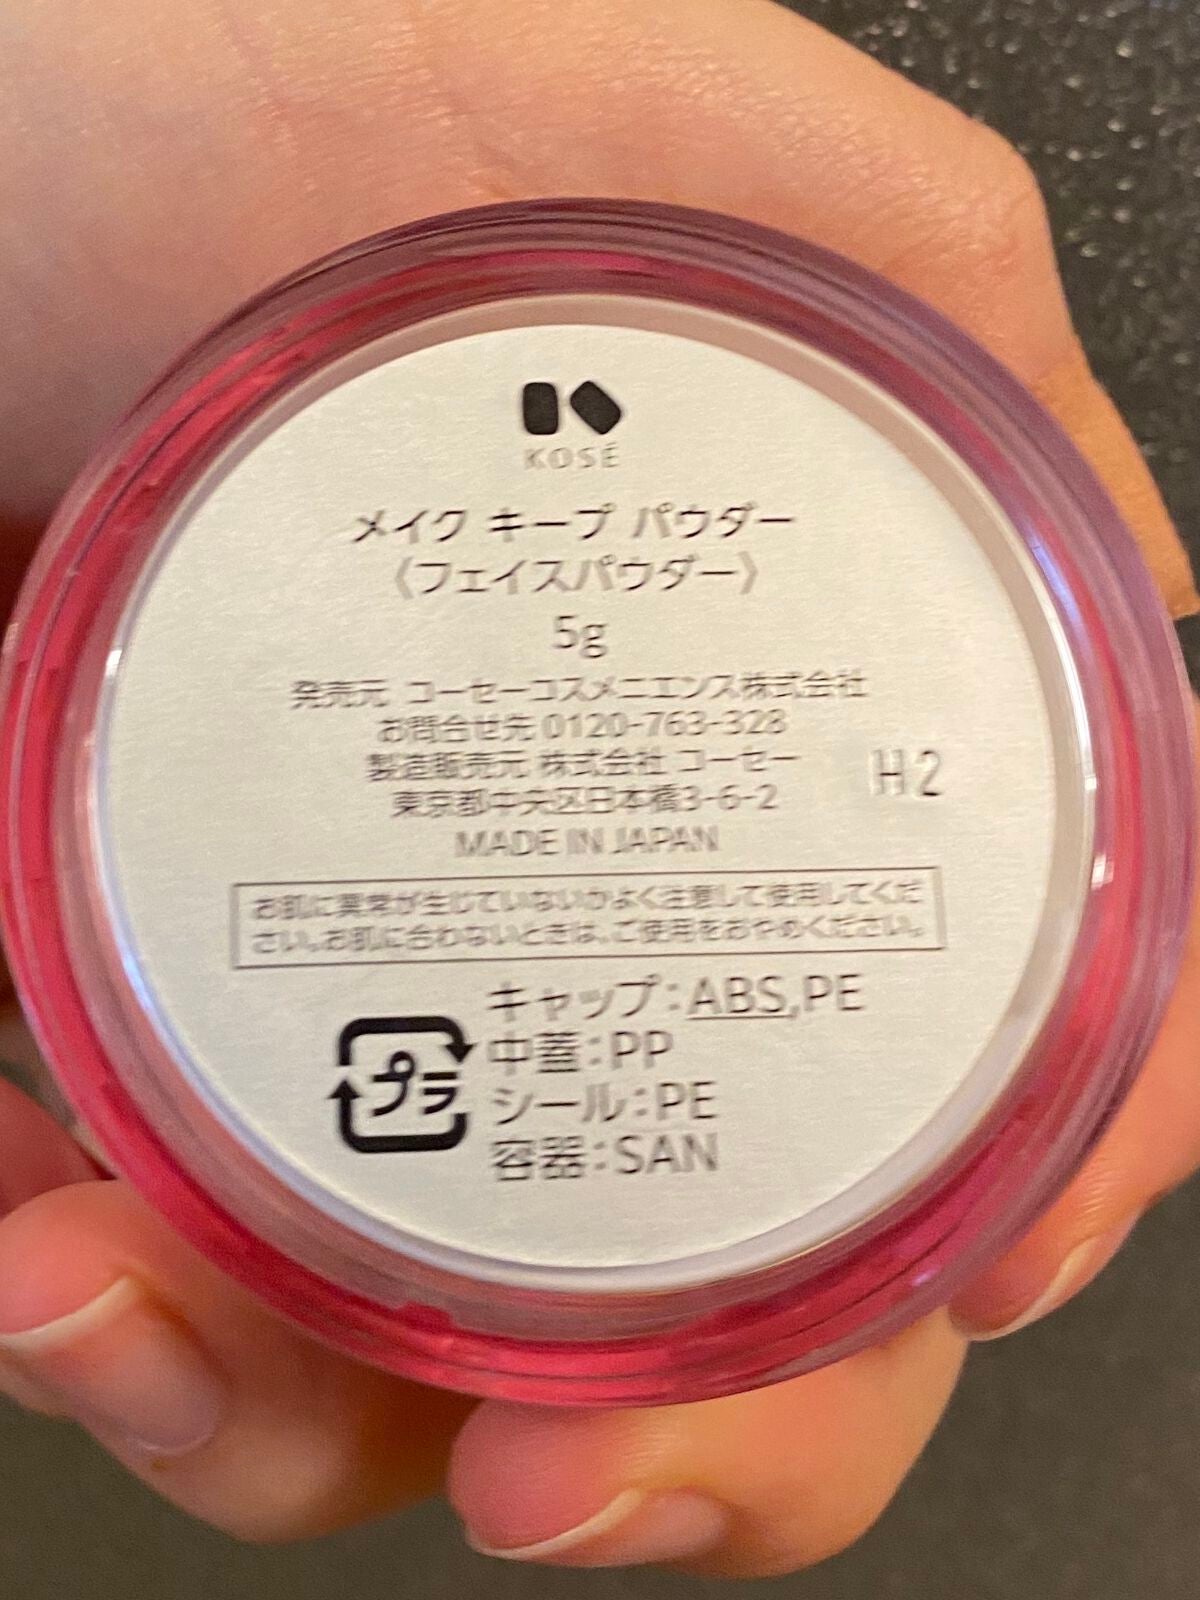 KOSÉ
メイク キープ パウダー
〈フェイスパウダー〉
5g
発売元 コーセーコスメニエンス株式会社
お問合せ先 0120-763-328
製造販売元 株式会社 コーセー
東京都中央区日本橋3-6-2
H2
MADE IN JAPAN
お肌に異常が生じていないかよく注意して使用してくだ
さい。お肌に合わないときは、ご使用をおやめください。
キャップ:ABS,PE
中蓋:PP
プラ
シール:PE
容器:SAN